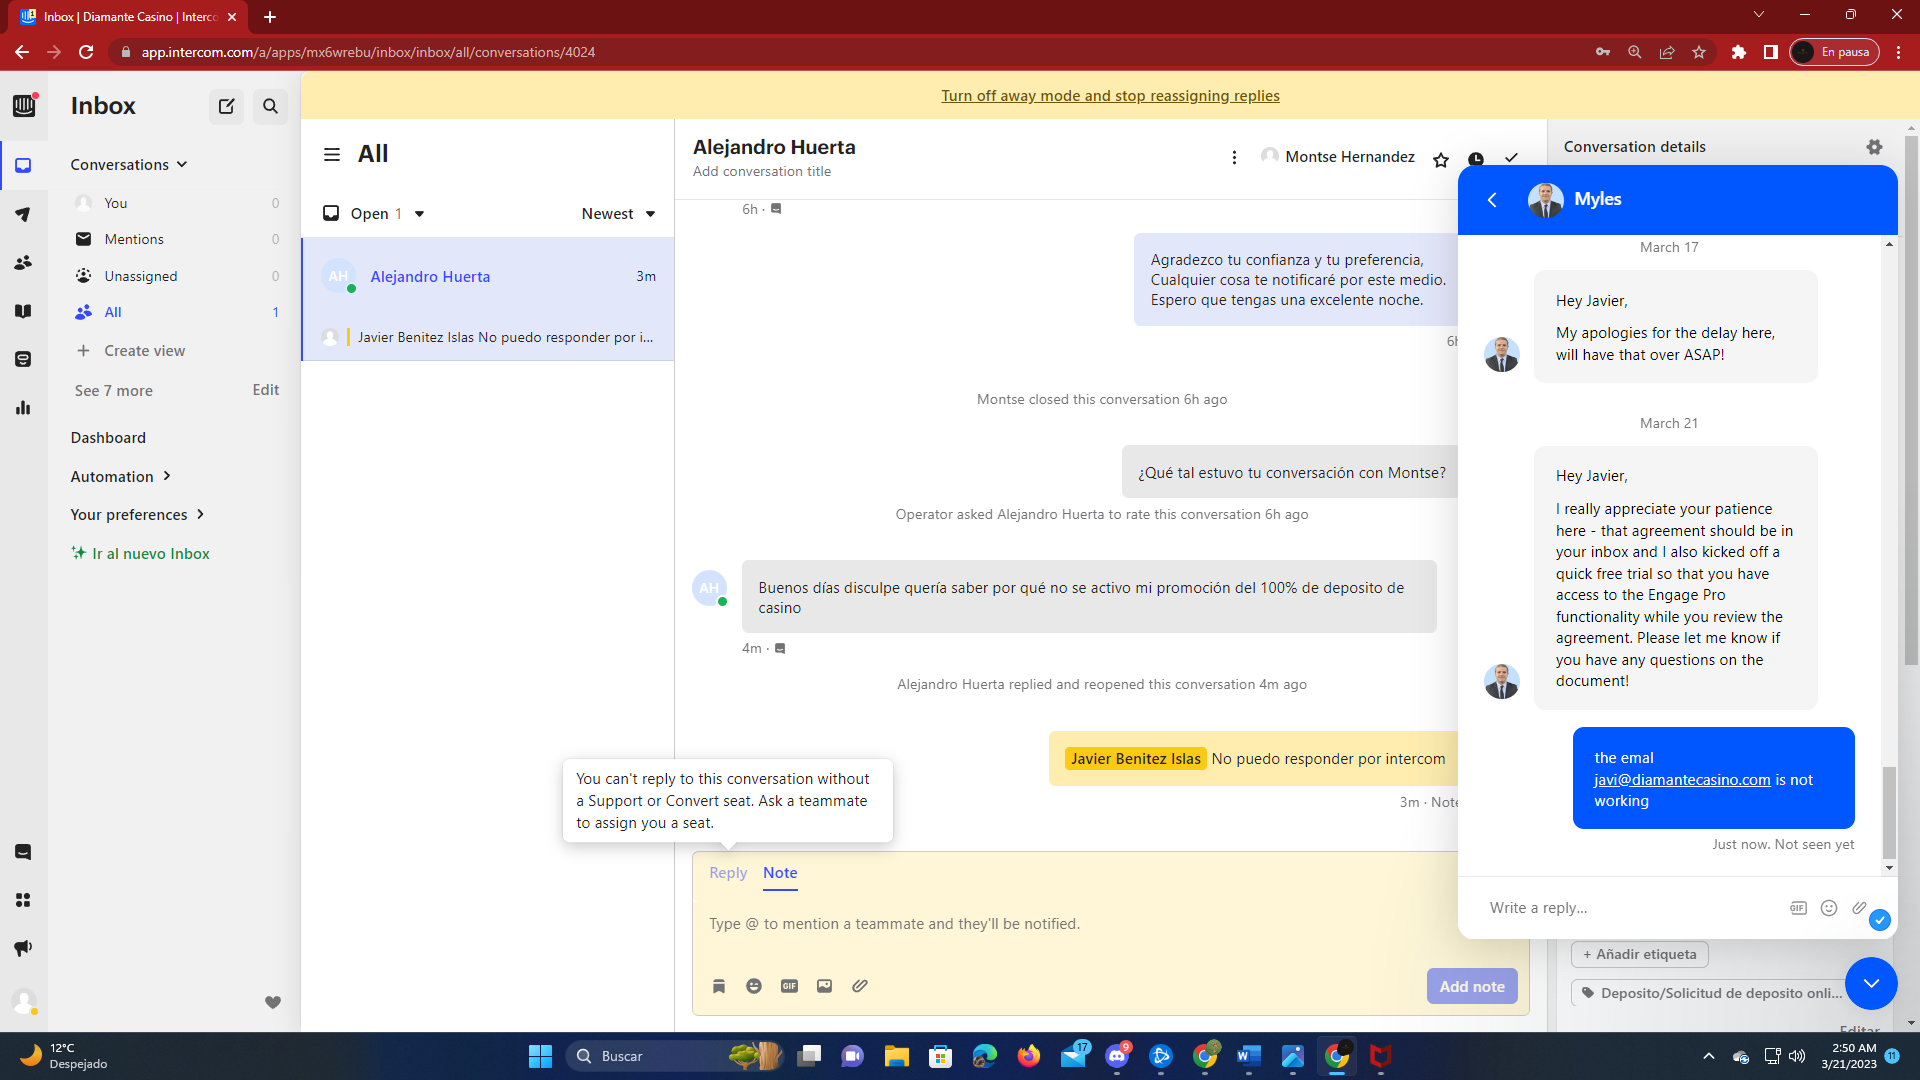 Inbox | Diamante Casino | Interco
app.intercom.com/a/apps/mx6wrebu/inbox/inbox/all/conversations/4024
En pausa
Inbox
Conversations
You 0
Mentions 0
Unassigned 0
All 1
Create view
See 7 more Edit
Dashboard
Automation
Your preferences
Ir al nuevo Inbox
Turn off away mode and stop reassigning replies
All
Open 1
Newest
AH
Alejandro Huerta 3m
Javier Benitez Islas No puedo responder por i...
Alejandro Huerta
Add conversation title
Montse Hernandez
6h ·
Agradezco tu confianza y tu preferencia,
Cualquier cosa te notificaré por este medio.
Espero que tengas una excelente noche.
6h
Montse closed this conversation 6h ago
¿Qué tal estuvo tu conversación con Montse?
Operator asked Alejandro Huerta to rate this conversation 6h ago
AH
Buenos días disculpe quería saber por qué no se activo mi promoción del 100% de deposito de
casino
4m ·
Alejandro Huerta replied and reopened this conversation 4m ago
Javier Benitez Islas No puedo responder por intercom
3m · Note
You can't reply to this conversation without
a Support or Convert seat. Ask a teammate
to assign you a seat.
Reply Note
Type @ to mention a teammate and they'll be notified.
GIF
Add note
Conversation details
Myles
March 17
Hey Javier,
My apologies for the delay here,
will have that over ASAP!
March 21
Hey Javier,
I really appreciate your patience
here - that agreement should be in
your inbox and I also kicked off a
quick free trial so that you have
access to the Engage Pro
functionality while you review the
agreement. Please let me know if
you have any questions on the
document!
the emal
javi@diamantecasino.com is not
working
Just now. Not seen yet
Write a reply...
GIF
+ Añadir etiqueta
Deposito/Solicitud de deposito onli...
Editar
12°C
Despejado
Buscar
17
9
2:50 AM
3/21/2023
11